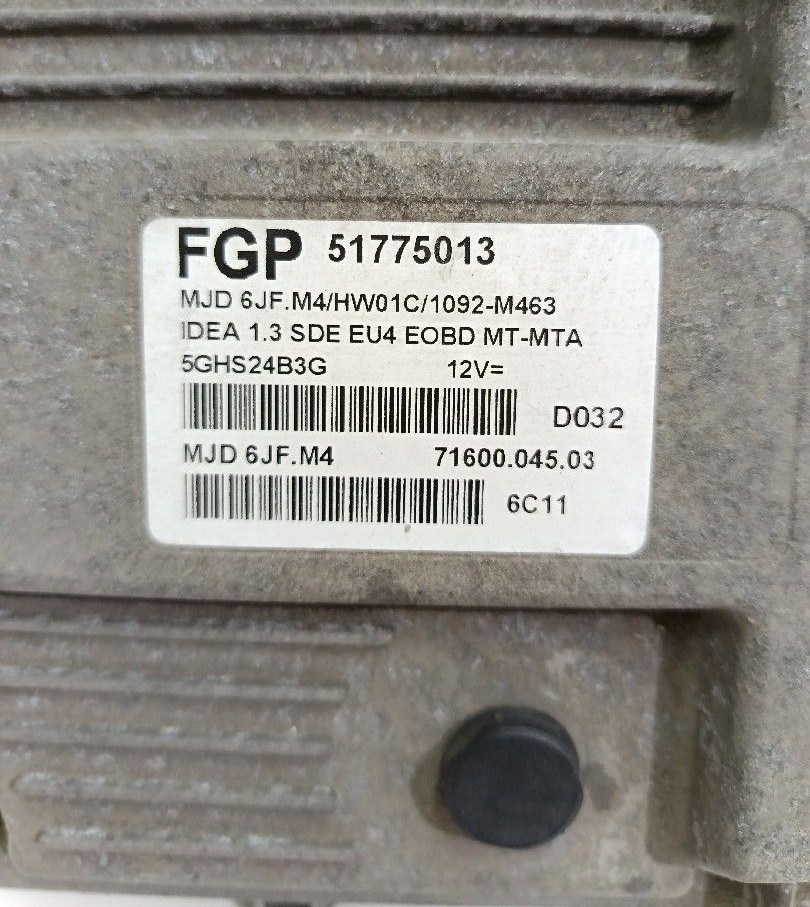 FGP 51775013
MJD 6JF.M4/HW01C/1092-M463
IDEA 1.3 SDE EU4 EOBD MT-MTA
5GHS24B3G 12V=
D032
MJD 6JF.M4 71600.045.03
6C11